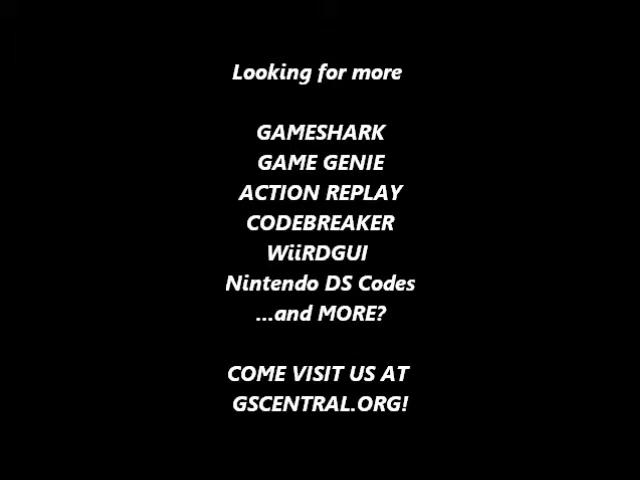 Looking for more
GAMESHARK
GAME GENIE
ACTION REPLAY
CODEBREAKER
WiiRDGUI
Nintendo DS Codes
...and MORE?
COME VISIT US AT
GSCENTRAL.ORG!